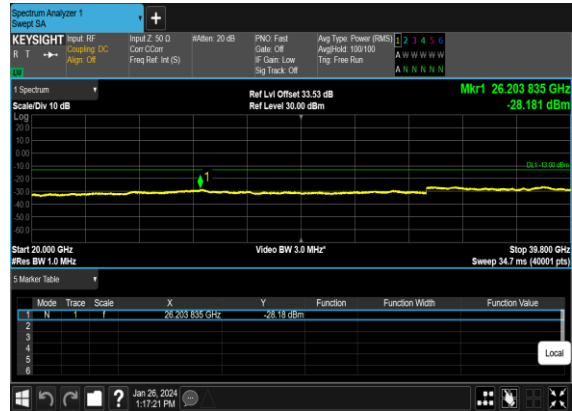 Spectrum Analyzer 1
Swept SA
+
KEYSIGHT
R T
Input: RF
Coupling: DC
Align: Off
Input Z: 50 Ω
Corr CCorr
Freq Ref: Int (S)
#Atten: 20 dB
PNO: Fast
Gate: Off
IF Gain: Low
Sig Track: Off
Avg Type: Power (RMS)
Avg|Hold: 100/100
Trig: Free Run
1 2 3 4 5 6
A W W W W W
A N N N N N
1 Spectrum
Scale/Div 10 dB
Log
Ref Lvl Offset 33.53 dB
Ref Level 30.00 dBm
Mkr1 26.203 835 GHz
-28.181 dBm
20.0
10.0
0.00
-10.0
-20.0
-30.0
-40.0
-50.0
-60.0
1
DL1 -13.00 dBm
Start 20.000 GHz
#Res BW 1.0 MHz
Video BW 3.0 MHz*
Stop 39.800 GHz
Sweep 34.7 ms (40001 pts)
5 Marker Table
Mode Trace Scale X Y Function Function Width Function Value
1 N 1 f 26.203 835 GHz -28.18 dBm
2
3
4
5
6
Local
?
Jan 26, 2024
1:17:21 PM